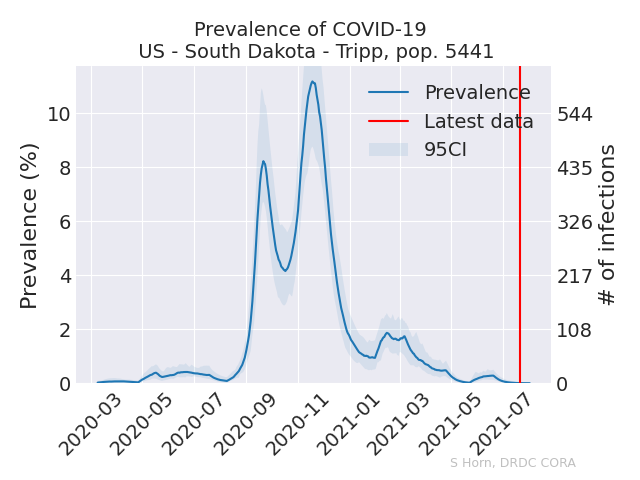 Prevalence of COVID-19
US - South Dakota - Tripp, pop. 5441
Prevalence (%)
10
8
6
4
2
0
Prevalence
Latest data
95CI
544
435
326
217
108
0
# of infections
2020-03
2020-05
2020-07
2020-09
2020-11
2021-01
2021-03
2021-05
2021-07
S Horn, DRDC CORA